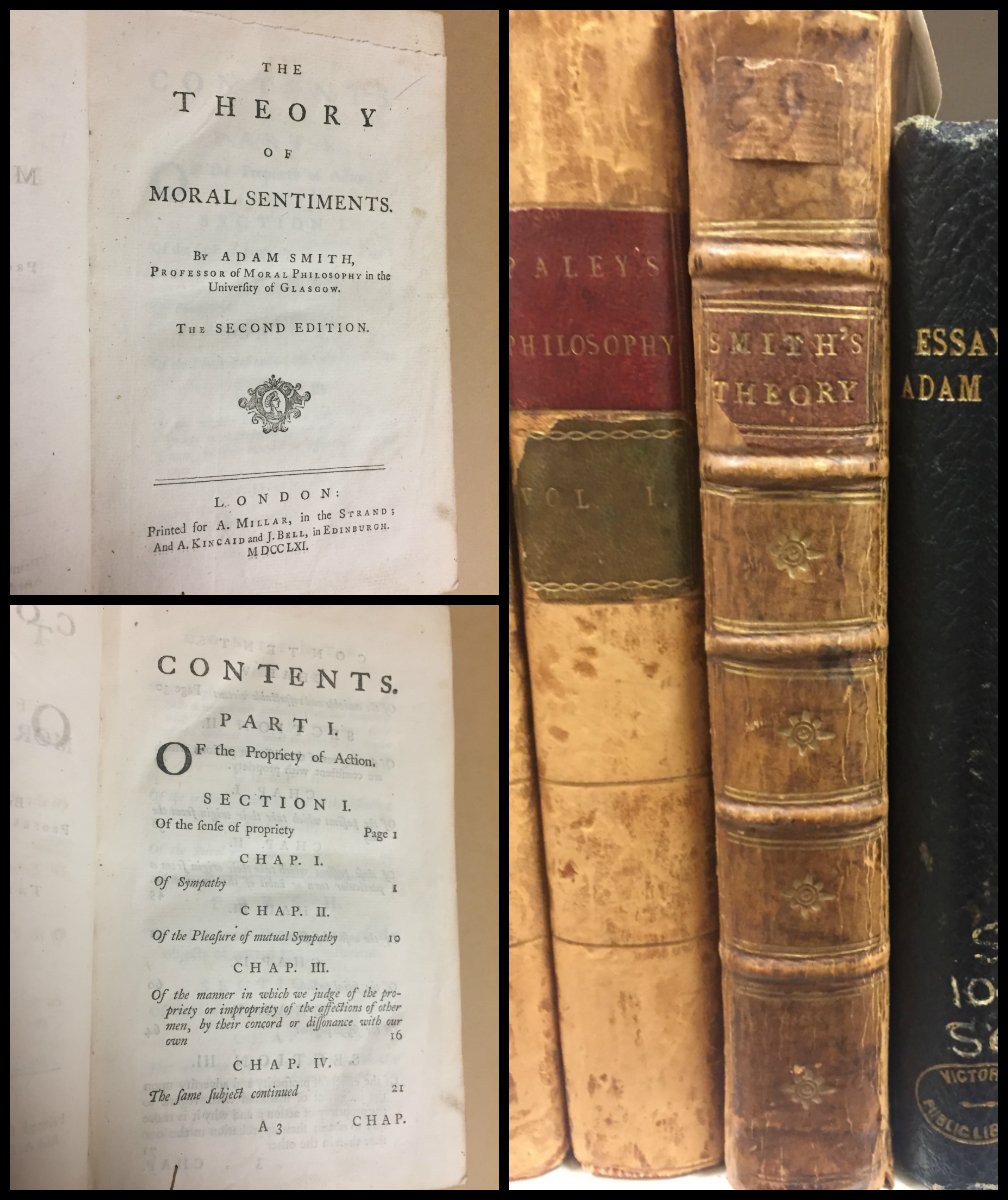 THE
THEORY
OF
MORAL SENTIMENTS.
By ADAM SMITH,
PROFESSOR of MORAL PHILOSOPHY in the
Univerſity of GLASGOW.
THE SECOND EDITION.
LONDON:
Printed for A. MILLAR, in the STRAND;
And A. KINCAID and J. BELL, in EDINBURGH.
MDCCLXI.
CONTENTS.
PART I.
OF the Propriety of Action.
SECTION I.
Of the ſenſe of propriety Page 1
CHAP. I.
Of Sympathy 1
CHAP. II.
Of the Pleaſure of mutual Sympathy 10
CHAP. III.
Of the manner in which we judge of the pro-
priety or impropriety of the affections of other
men, by their concord or diſſonance with our
own 16
CHAP. IV.
The ſame ſubject continued 21
A 3 CHAP.
PALEY'S
PHILOSOPHY
VOL. I.
SMITH'S
THEORY
ESSAY
ADAM
10
VICTOR
PUBLIC LIB